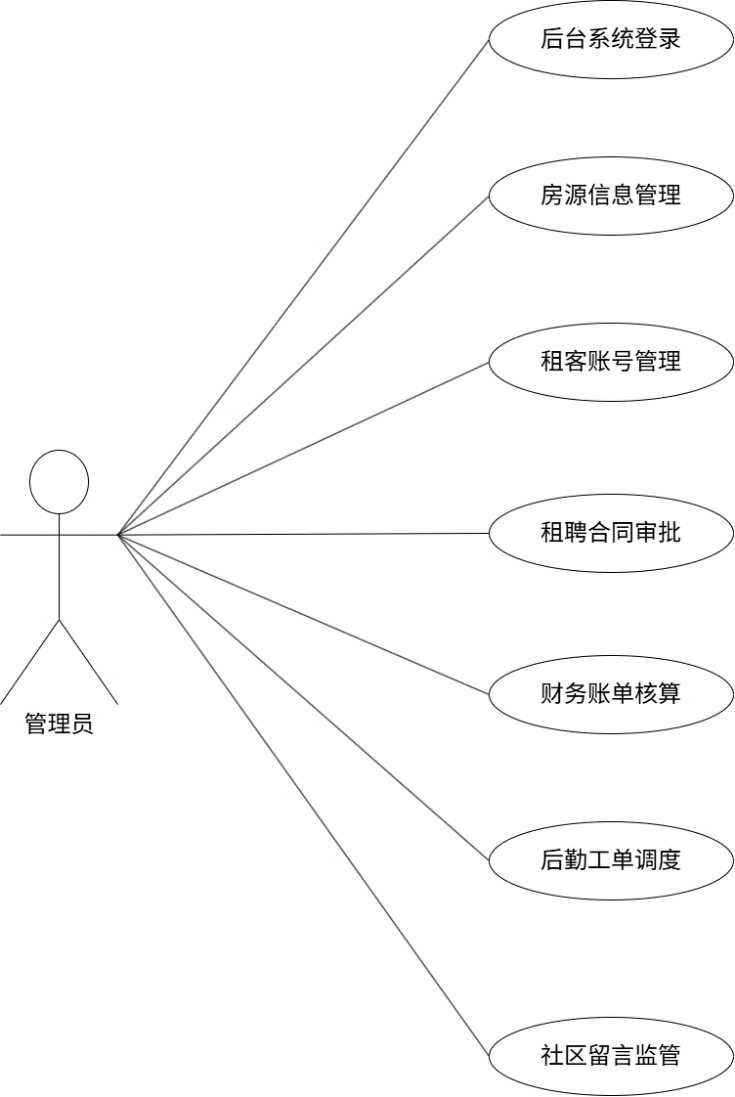 后台系统登录
房源信息管理
租客账号管理
租聘合同审批
财务账单核算
管理员
后勤工单调度
社区留言监管